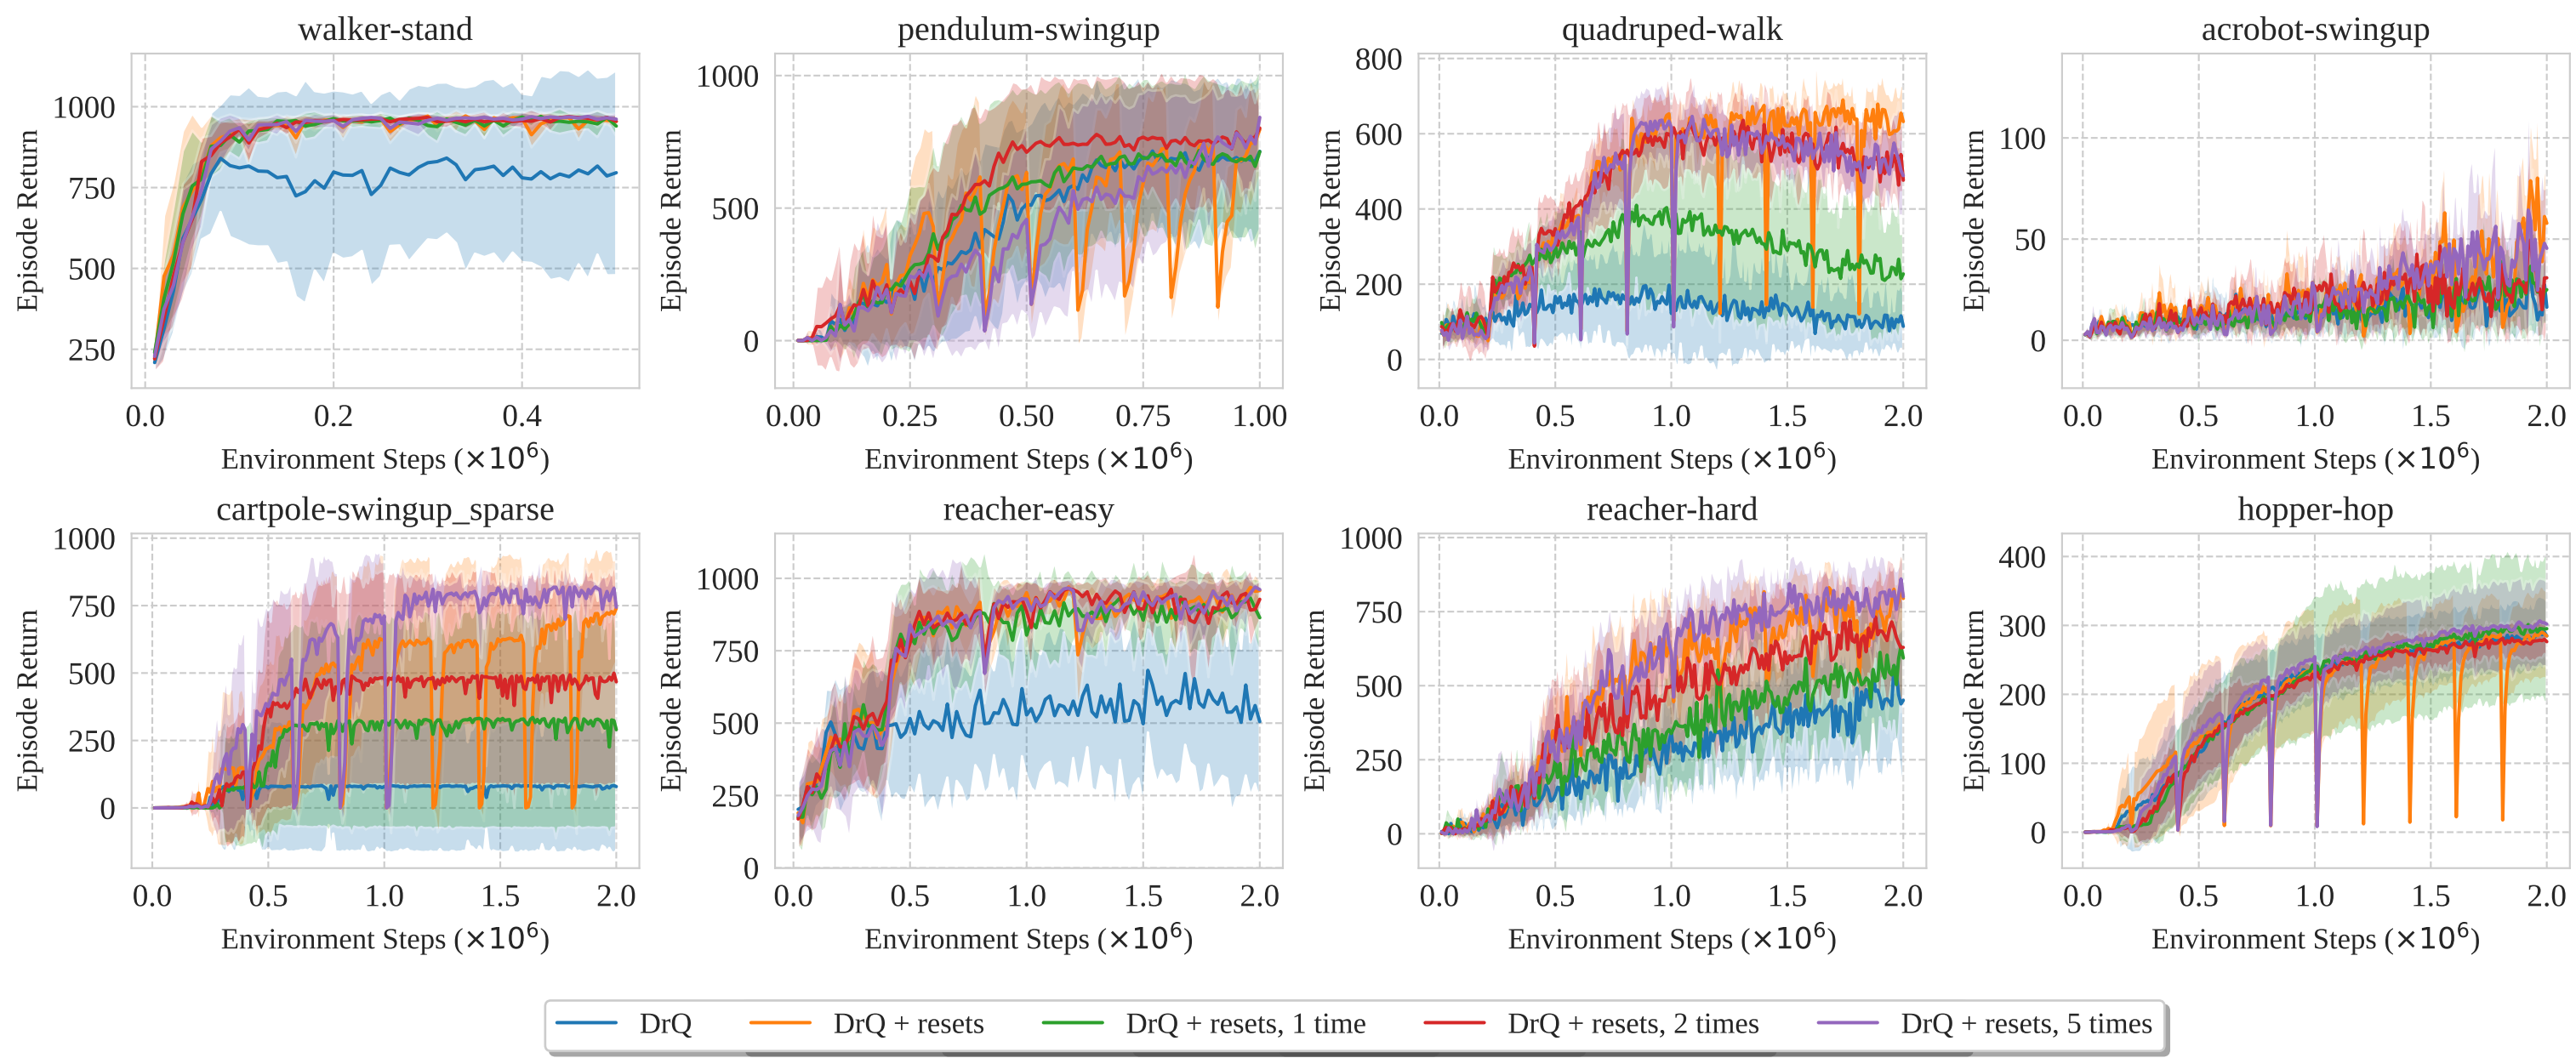 walker-stand
Episode Return
1000
750
500
250
0.0 0.2 0.4
Environment Steps (×10⁶)
pendulum-swingup
Episode Return
1000
500
0
0.00 0.25 0.50 0.75 1.00
Environment Steps (×10⁶)
quadruped-walk
Episode Return
800
600
400
200
0
0.0 0.5 1.0 1.5 2.0
Environment Steps (×10⁶)
acrobot-swingup
Episode Return
100
50
0
0.0 0.5 1.0 1.5 2.0
Environment Steps (×10⁶)
cartpole-swingup_sparse
Episode Return
1000
750
500
250
0
0.0 0.5 1.0 1.5 2.0
Environment Steps (×10⁶)
reacher-easy
Episode Return
1000
750
500
250
0
0.0 0.5 1.0 1.5 2.0
Environment Steps (×10⁶)
reacher-hard
Episode Return
1000
750
500
250
0
0.0 0.5 1.0 1.5 2.0
Environment Steps (×10⁶)
hopper-hop
Episode Return
400
300
200
100
0
0.0 0.5 1.0 1.5 2.0
Environment Steps (×10⁶)
DrQ DrQ + resets DrQ + resets, 1 time DrQ + resets, 2 times DrQ + resets, 5 times